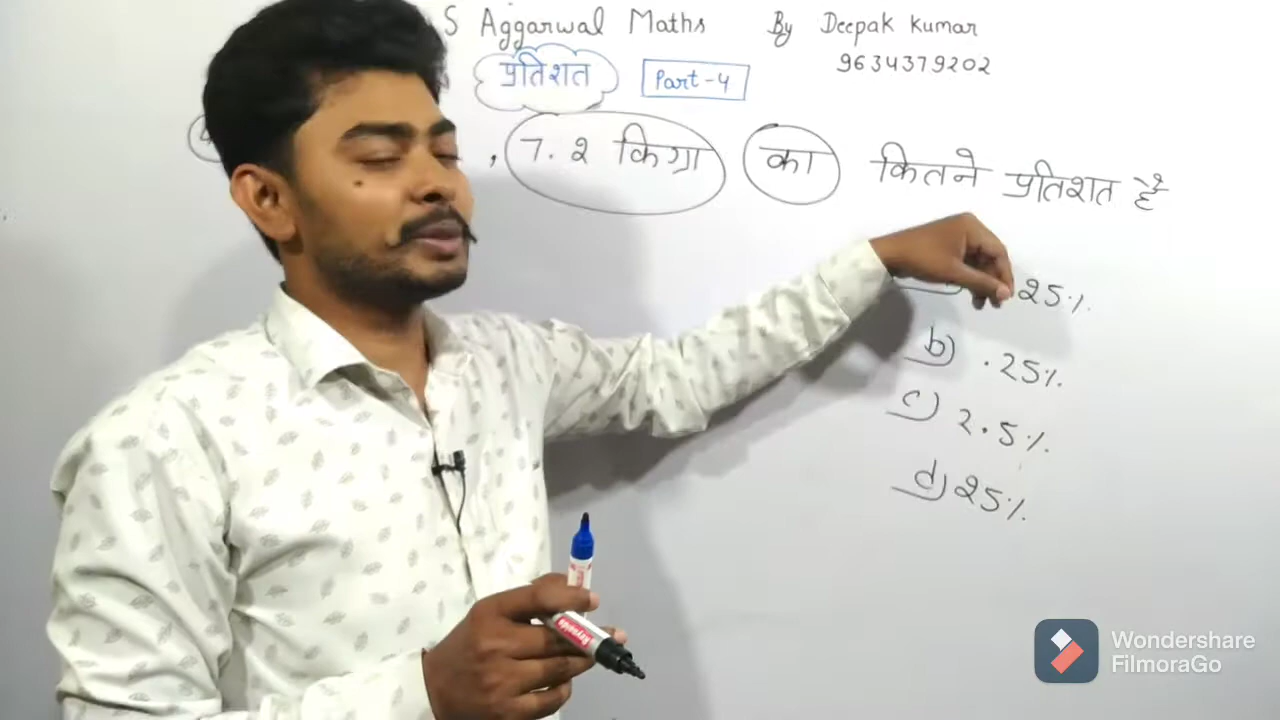 S Aggarwal Maths By Deepak Kumar
9634379202
प्रतिशत Part-4
, 7.2 किग्रा का कितने प्रतिशत है
25%
b) .25%
c) 2.5%
d) 25%
Wondershare
FilmoraGo